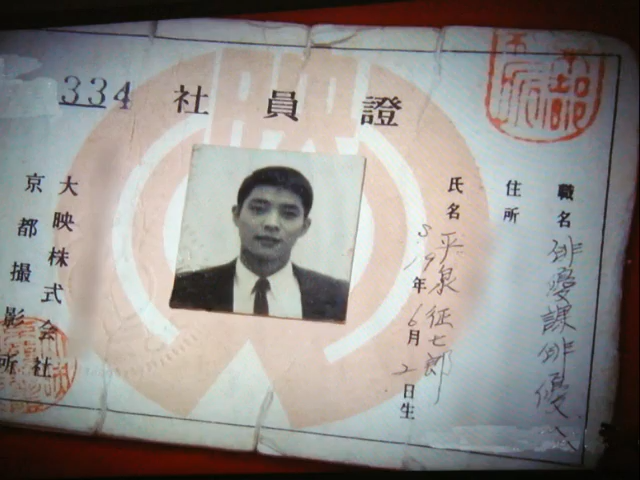 334 社員證
職名 俳優課俳優
住所
氏名 平泉征七郎
S19年6月2日生
大映株式会社
京都撮影所